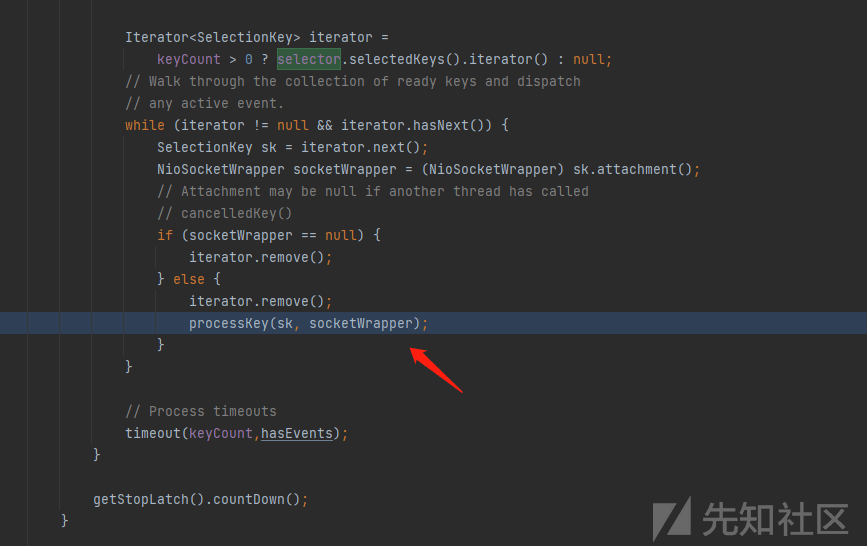 Iterator<SelectionKey> iterator =
keyCount > 0 ? selector.selectedKeys().iterator() : null;
// Walk through the collection of ready keys and dispatch
// any active event.
while (iterator != null && iterator.hasNext()) {
SelectionKey sk = iterator.next();
NioSocketWrapper socketWrapper = (NioSocketWrapper) sk.attachment();
// Attachment may be null if another thread has called
// cancelledKey()
if (socketWrapper == null) {
iterator.remove();
} else {
iterator.remove();
processKey(sk, socketWrapper);
}
}
// Process timeouts
timeout(keyCount,hasEvents);
}
getStopLatch().countDown();
}
先知社区